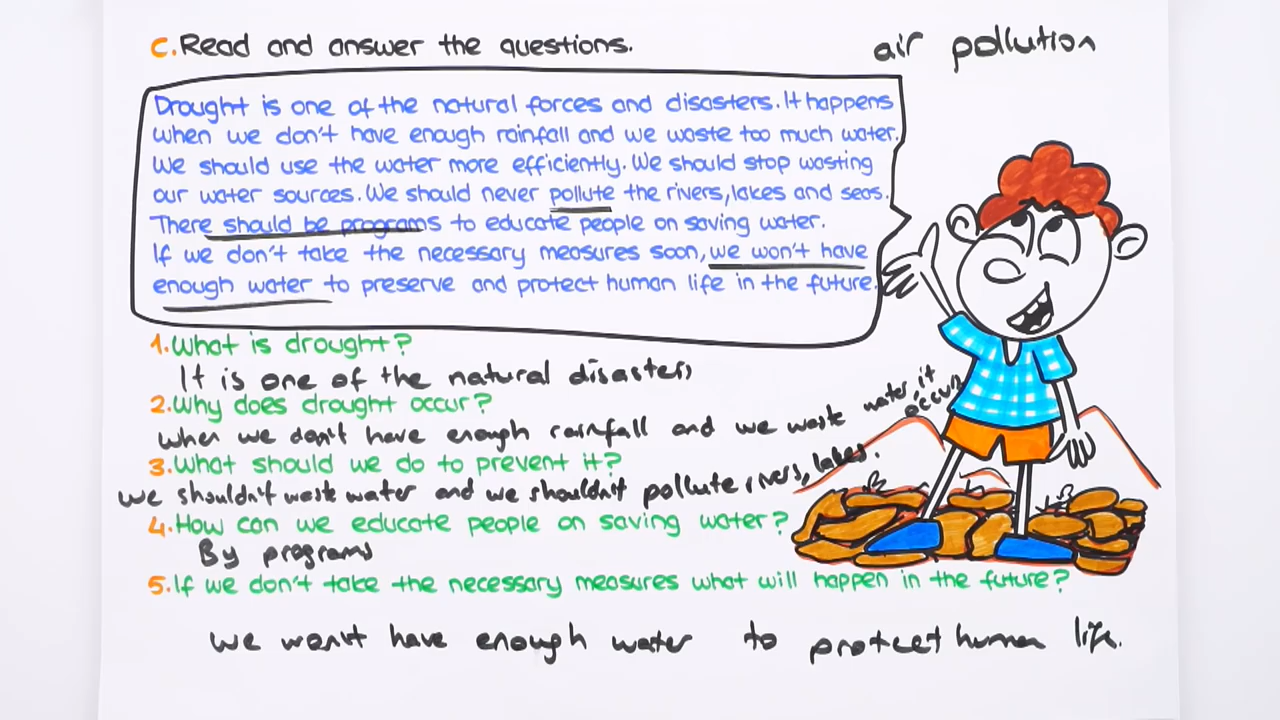 C. Read and answer the questions.
air pollution
Drought is one of the natural forces and disasters. It happens
when we don't have enough rainfall and we waste too much water.
We should use the water more efficiently. We should stop wasting
our water sources. We should never pollute the rivers, lakes and seas.
There should be programs to educate people on saving water.
If we don't take the necessary measures soon, we won't have
enough water to preserve and protect human life in the future.
1. What is drought?
It is one of the natural disasters
2. Why does drought occur?
when we don't have enough rainfall and we waste water, it occurs
3. What should we do to prevent it?
we shouldn't waste water and we shouldn't pollute rivers, lakes.
4. How can we educate people on saving water?
By programs
5. If we don't take the necessary measures what will happen in the future?
we won't have enough water to protect human life.